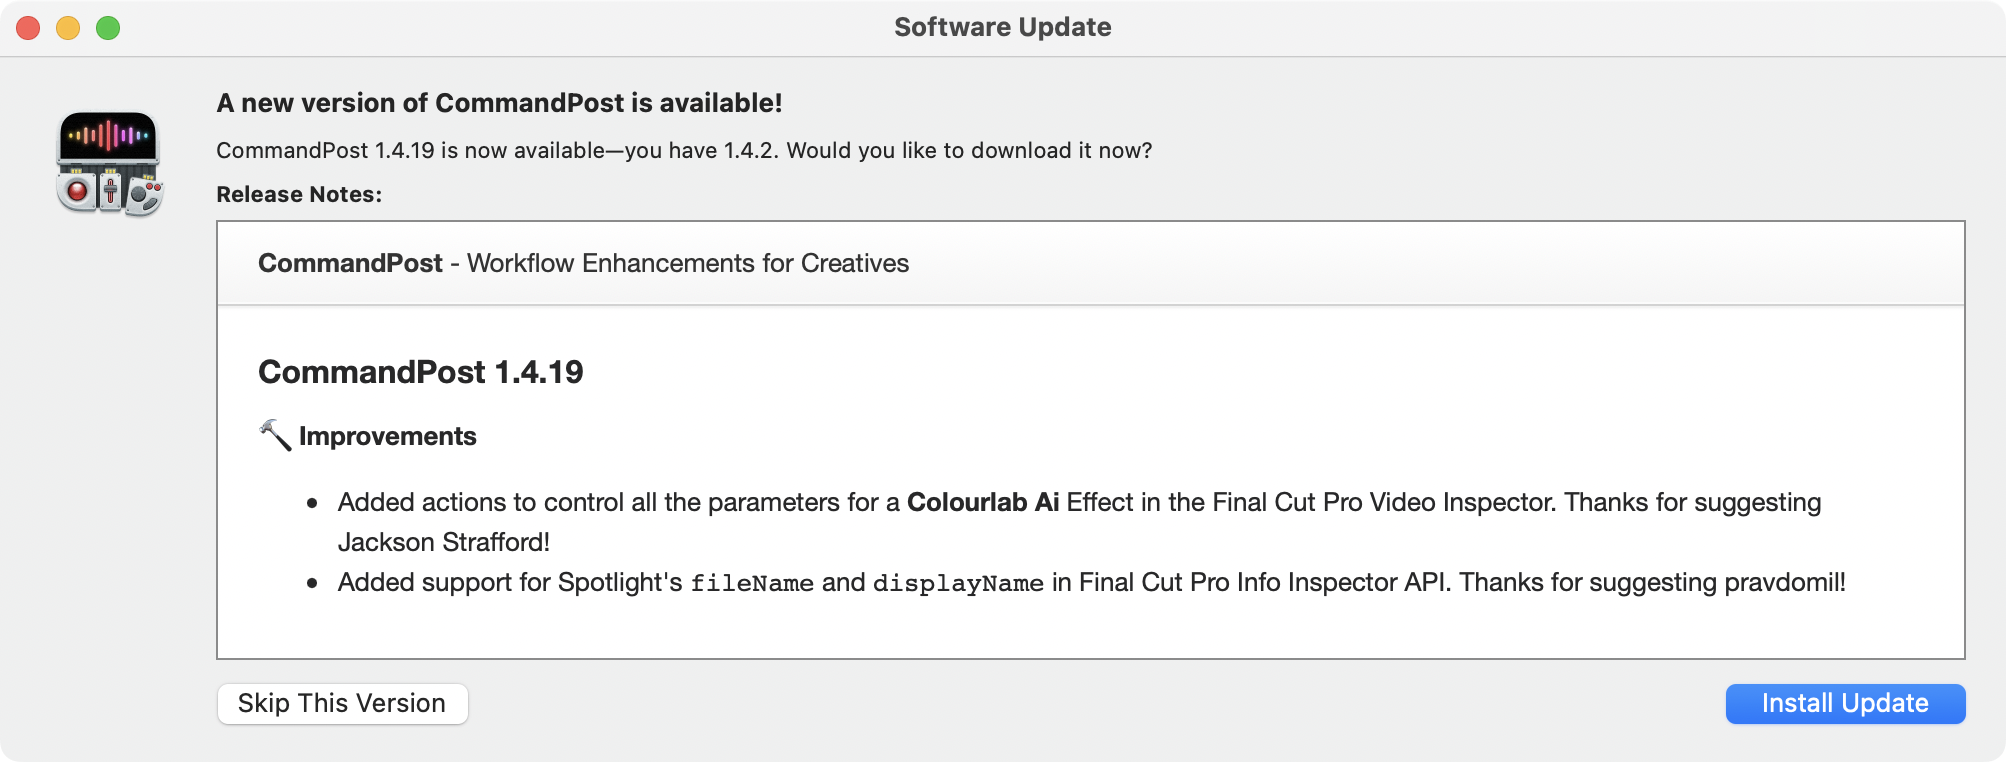 Software Update
A new version of CommandPost is available!
CommandPost 1.4.19 is now available—you have 1.4.2. Would you like to download it now?
Release Notes:
CommandPost - Workflow Enhancements for Creatives
CommandPost 1.4.19
🔨 Improvements
• Added actions to control all the parameters for a Colourlab Ai Effect in the Final Cut Pro Video Inspector. Thanks for suggesting
Jackson Strafford!
• Added support for Spotlight's fileName and displayName in Final Cut Pro Info Inspector API. Thanks for suggesting pravdomil!
Skip This Version
Install Update